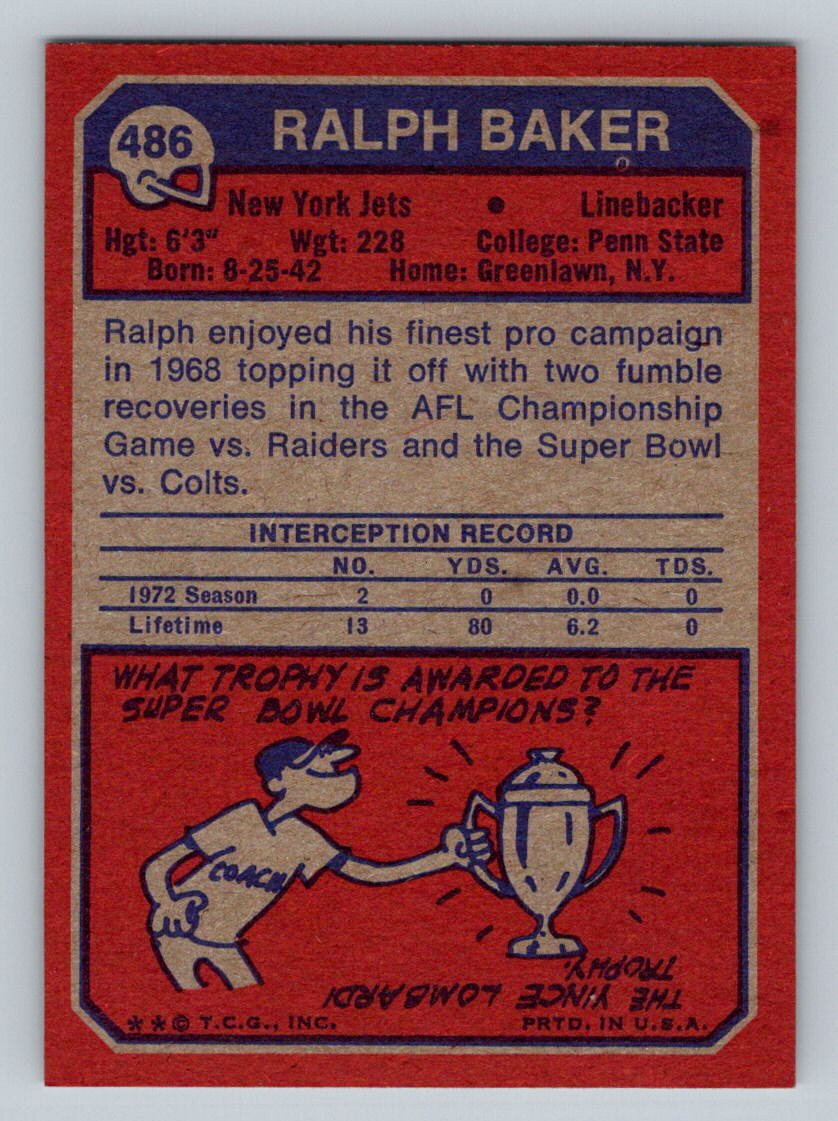 486
RALPH BAKER
New York Jets • Linebacker
Hgt: 6'3" Wgt: 228 College: Penn State
Born: 8-25-42 Home: Greenlawn, N.Y.
Ralph enjoyed his finest pro campaign
in 1968 topping it off with two fumble
recoveries in the AFL Championship
Game vs. Raiders and the Super Bowl
vs. Colts.
INTERCEPTION RECORD
NO. YDS. AVG. TDS.
1972 Season 2 0 0.0 0
Lifetime 13 80 6.2 0
WHAT TROPHY IS AWARDED TO THE
SUPER BOWL CHAMPIONS?
COACH
THE VINCE LOMBARDI
TROPHY.
**© T.C.G., INC. PRTD. IN U.S.A.